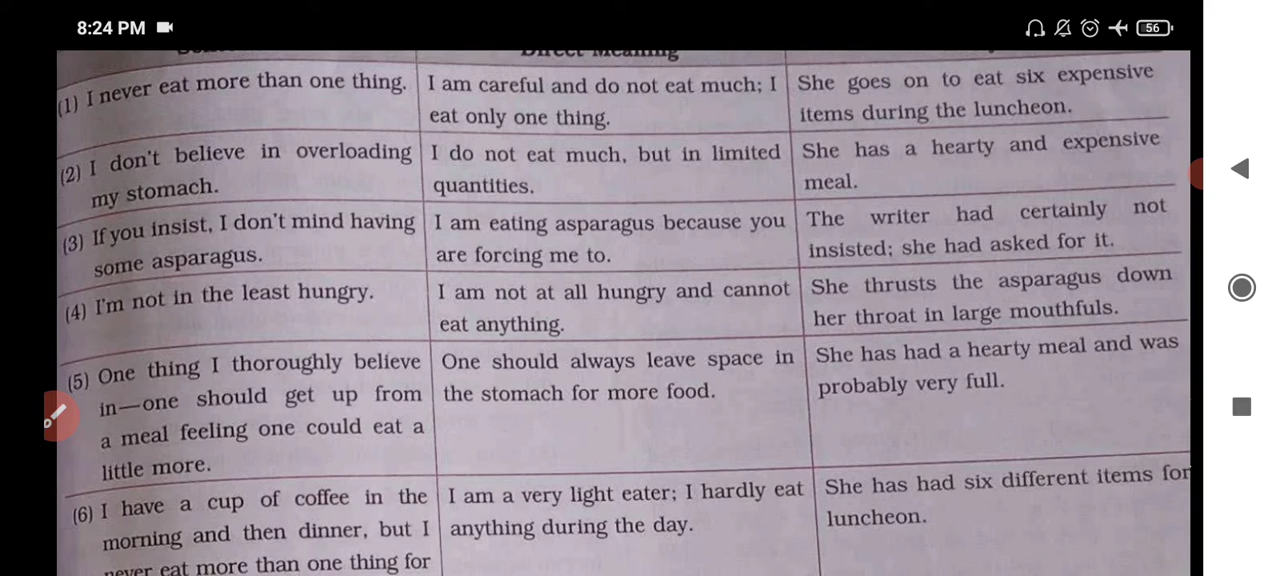 8:24 PM
56
Direct Meaning
(1) I never eat more than one thing.
I am careful and do not eat much; I
eat only one thing.
She goes on to eat six expensive
items during the luncheon.
(2) I don't believe in overloading
my stomach.
I do not eat much, but in limited
quantities.
She has a hearty and expensive
meal.
(3) If you insist, I don't mind having
some asparagus.
I am eating asparagus because you
are forcing me to.
The writer had certainly not
insisted; she had asked for it.
(4) I'm not in the least hungry.
I am not at all hungry and cannot
eat anything.
She thrusts the asparagus down
her throat in large mouthfuls.
(5) One thing I thoroughly believe
in—one should get up from
a meal feeling one could eat a
little more.
One should always leave space in
the stomach for more food.
She has had a hearty meal and was
probably very full.
(6) I have a cup of coffee in the
morning and then dinner, but I
never eat more than one thing for
I am a very light eater; I hardly eat
anything during the day.
She has had six different items for
luncheon.